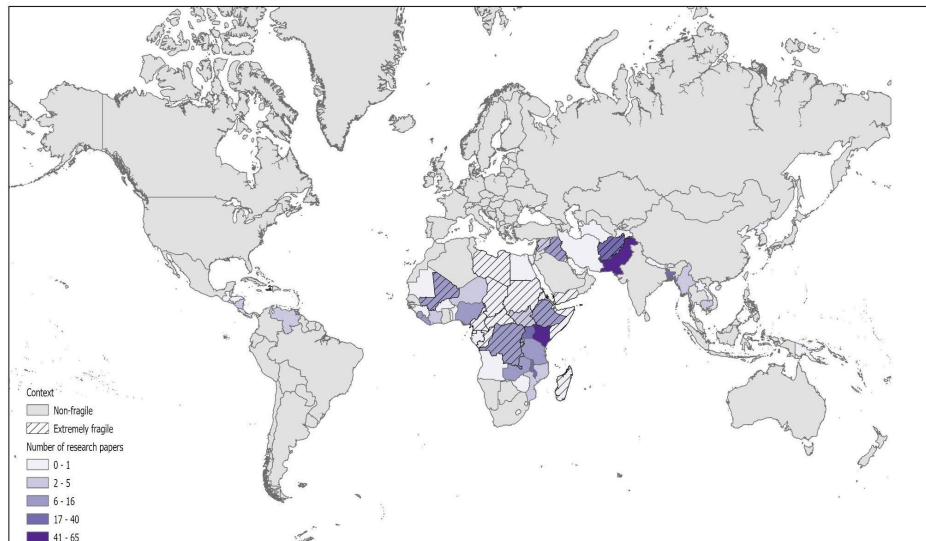 Context
Non-fragile
Extremely fragile
Number of research papers
0 - 1
2 - 5
6 - 16
17 - 40
41 - 65